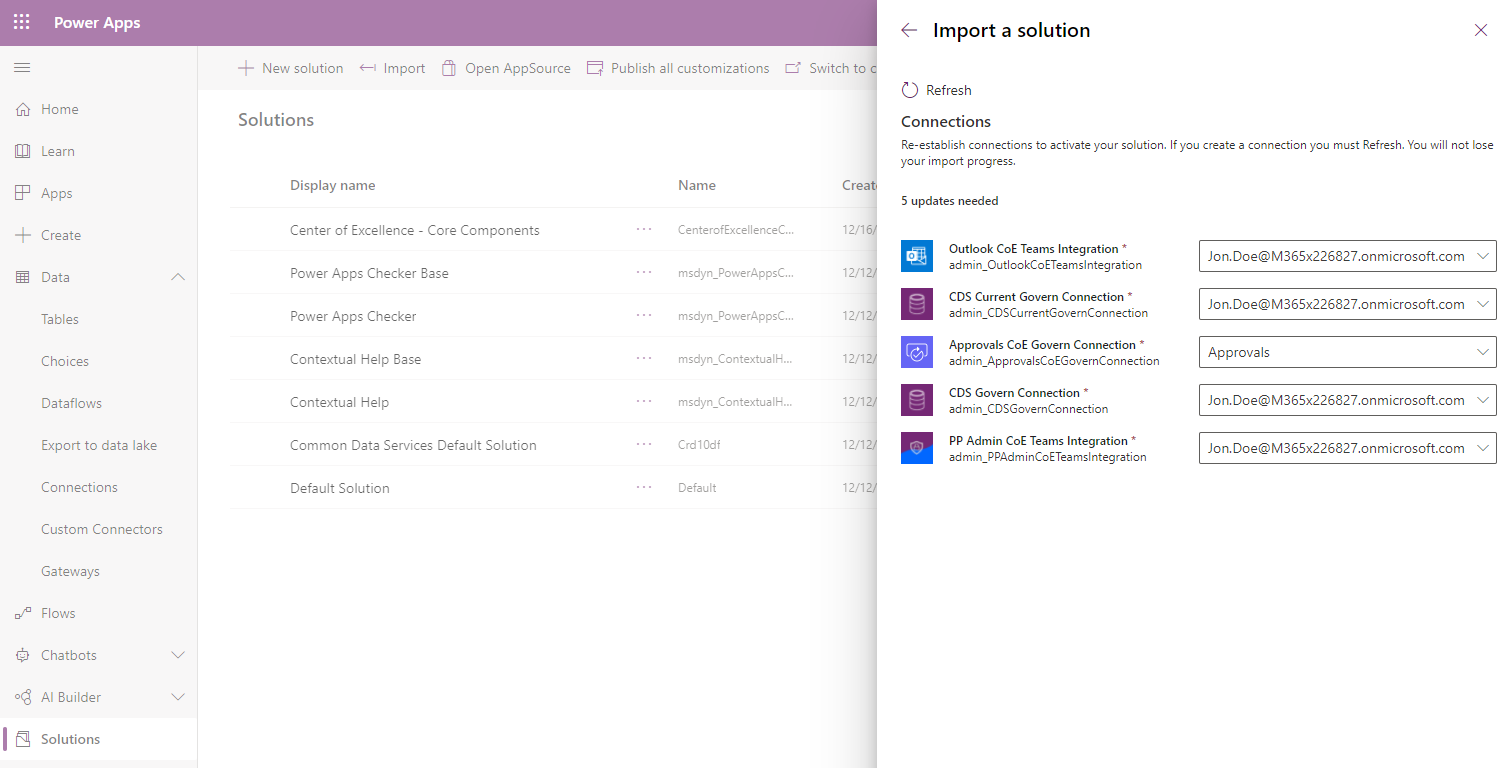 Power Apps
Home
Learn
Apps
Create
Data
Tables
Choices
Dataflows
Export to data lake
Connections
Custom Connectors
Gateways
Flows
Chatbots
AI Builder
Solutions
New solution Import Open AppSource Publish all customizations Switch to c
Solutions
Display name Name Create
Center of Excellence - Core Components ... CenterofExcellenceC... 12/16/
Power Apps Checker Base ... msdyn_PowerAppsC... 12/12/
Power Apps Checker ... msdyn_PowerAppsC... 12/12/
Contextual Help Base ... msdyn_ContextualH... 12/12/
Contextual Help ... msdyn_ContextualH... 12/12/
Common Data Services Default Solution ... Crd10df 12/12/
Default Solution ... Default 12/12/
Import a solution
Refresh
Connections
Re-establish connections to activate your solution. If you create a connection you must Refresh. You will not lose
your import progress.
5 updates needed
Outlook CoE Teams Integration *
admin_OutlookCoETeamsIntegration
Jon.Doe@M365x226827.onmicrosoft.com
CDS Current Govern Connection *
admin_CDSCurrentGovernConnection
Jon.Doe@M365x226827.onmicrosoft.com
Approvals CoE Govern Connection *
admin_ApprovalsCoEGovernConnection
Approvals
CDS Govern Connection *
admin_CDSGovernConnection
Jon.Doe@M365x226827.onmicrosoft.com
PP Admin CoE Teams Integration *
admin_PPAdminCoETeamsIntegration
Jon.Doe@M365x226827.onmicrosoft.com